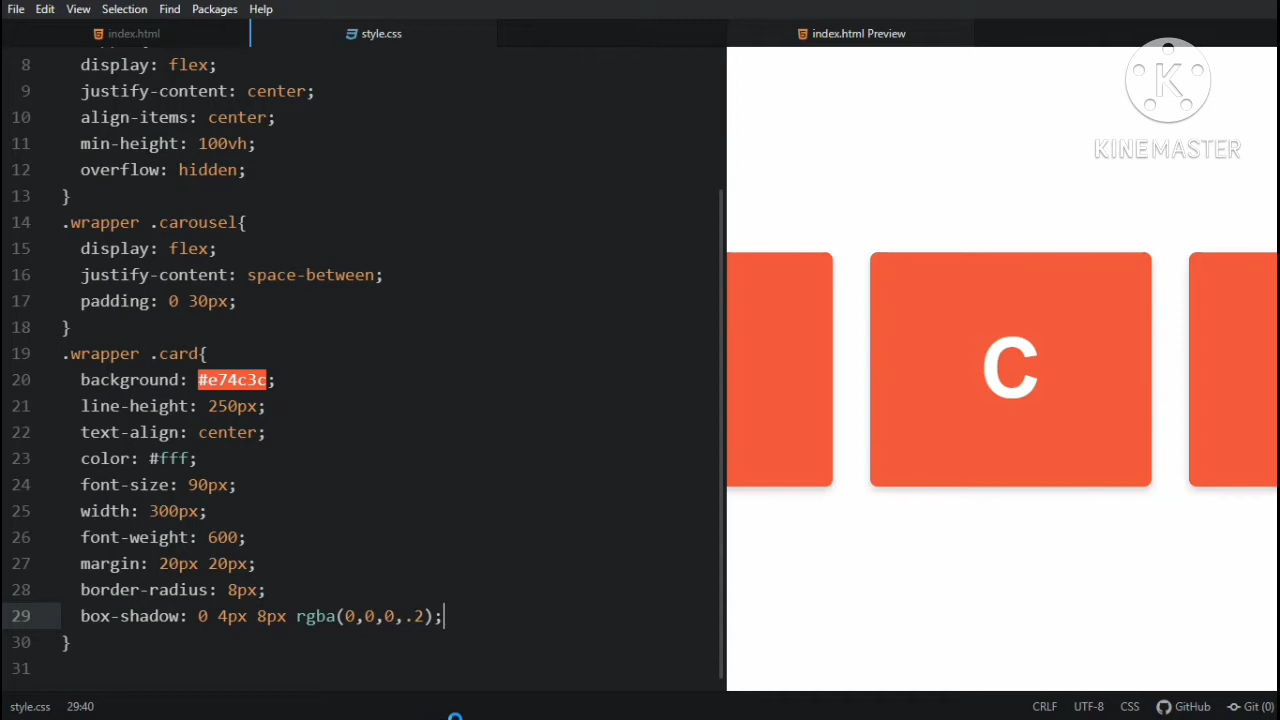 File Edit View Selection Find Packages Help
index.html
style.css
index.html Preview
8 display: flex;
9 justify-content: center;
10 align-items: center;
11 min-height: 100vh;
12 overflow: hidden;
13 }
14 .wrapper .carousel{
15 display: flex;
16 justify-content: space-between;
17 padding: 0 30px;
18 }
19 .wrapper .card{
20 background: #e74c3c;
21 line-height: 250px;
22 text-align: center;
23 color: #fff;
24 font-size: 90px;
25 width: 300px;
26 font-weight: 600;
27 margin: 20px 20px;
28 border-radius: 8px;
29 box-shadow: 0 4px 8px rgba(0,0,0,.2);
30 }
31
K
KINEMASTER
C
style.css 29:40
CRLF UTF-8 CSS GitHub Git (0)